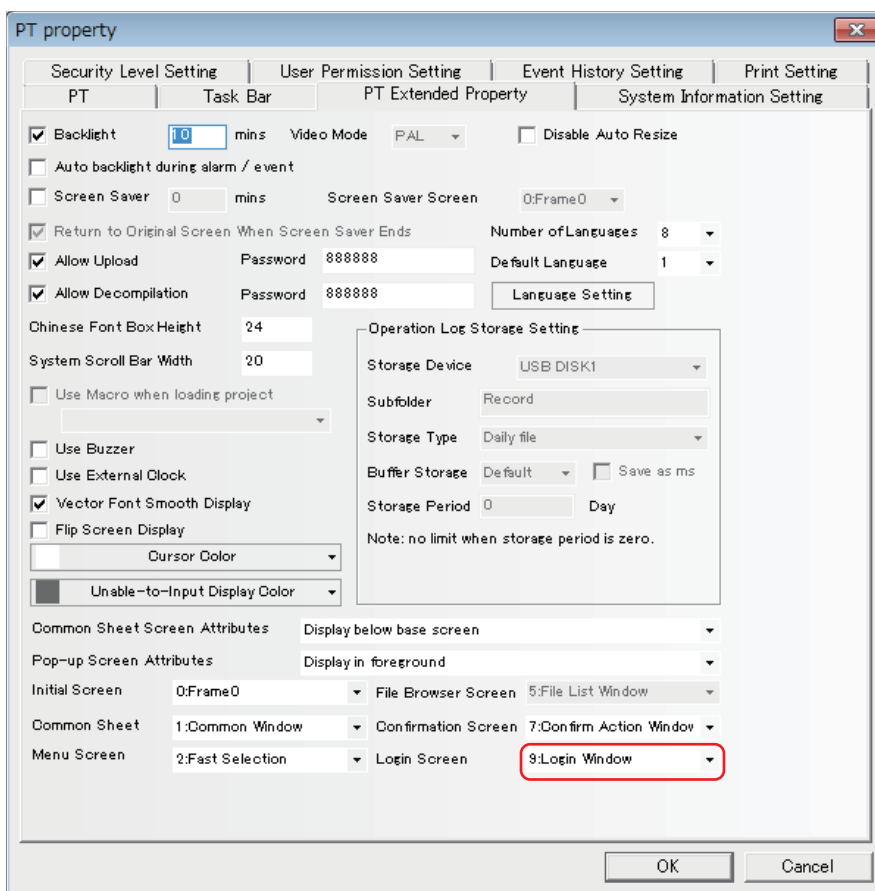 PT property
Security Level Setting User Permission Setting Event History Setting Print Setting
PT Task Bar PT Extended Property System Information Setting
Backlight 10 mins Video Mode PAL Disable Auto Resize
Auto backlight during alarm / event
Screen Saver 0 mins Screen Saver Screen 0:Frame0
Return to Original Screen When Screen Saver Ends Number of Languages 8
Allow Upload Password 888888 Default Language 1
Allow Decompilation Password 888888 Language Setting
Chinese Font Box Height 24 Operation Log Storage Setting
System Scroll Bar Width 20 Storage Device USB DISK1
Use Macro when loading project Subfolder Record
Storage Type Daily file
Use Buzzer
Use External Clock Buffer Storage Default Save as ms
Vector Font Smooth Display Storage Period 0 Day
Flip Screen Display Note: no limit when storage period is zero.
Cursor Color
Unable-to-Input Display Color
Common Sheet Screen Attributes Display below base screen
Pop-up Screen Attributes Display in foreground
Initial Screen 0:Frame0 File Browser Screen 5:File List Window
Common Sheet 1:Common Window Confirmation Screen 7:Confirm Action Window
Menu Screen 2:Fast Selection Login Screen 9:Login Window
OK Cancel